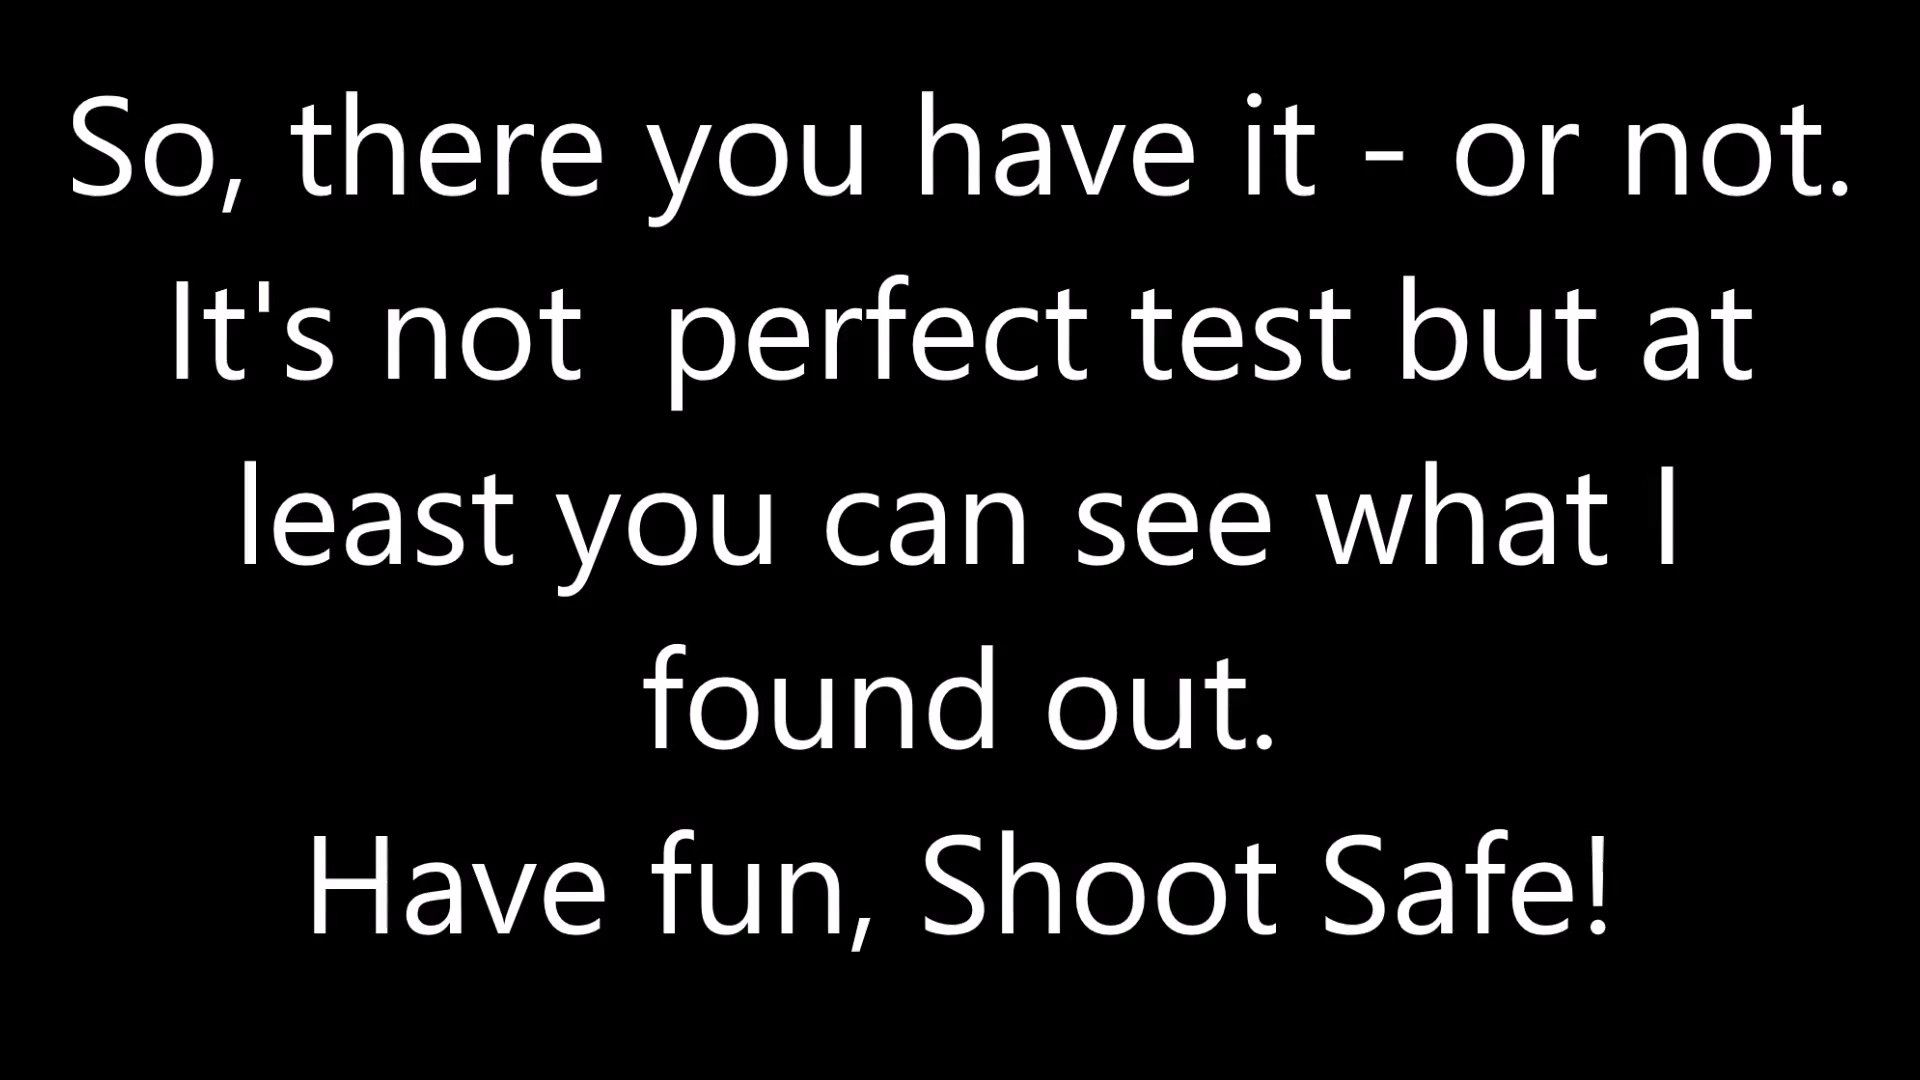 So, there you have it - or not.
It's not  perfect test but at
least you can see what I
found out.
Have fun, Shoot Safe!